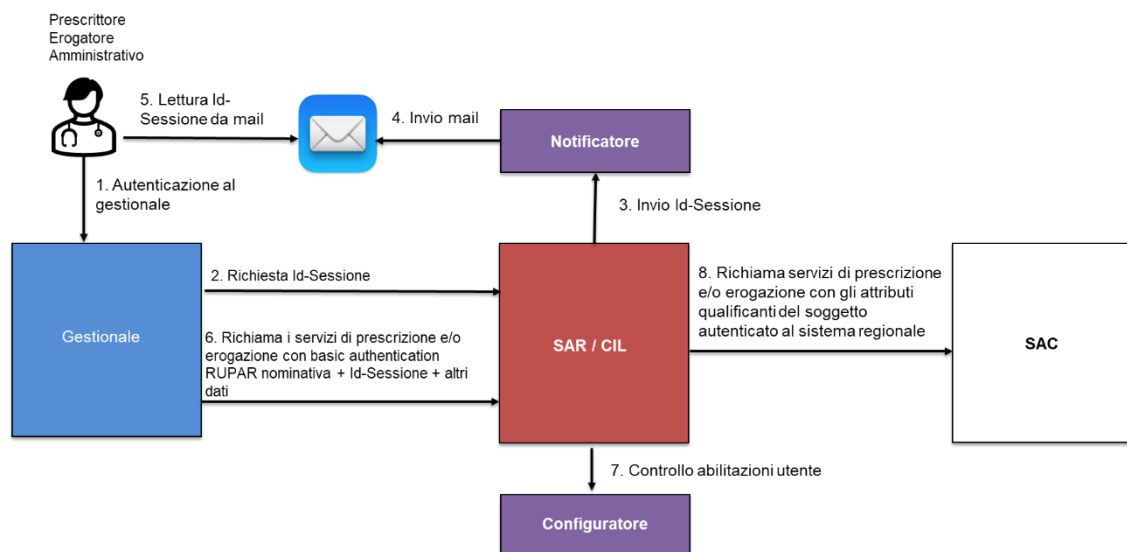 Prescrittore
Erogatore
Amministrativo
5. Lettura Id-
Sessione da mail
4. Invio mail
Notificatore
1. Autenticazione al
gestionale
3. Invio Id-Sessione
2. Richiesta Id-Sessione
8. Richiama servizi di prescrizione
e/o erogazione con gli attributi
qualificanti del soggetto
autenticato al sistema regionale
Gestionale
6. Richiama i servizi di prescrizione e/o
erogazione con basic authentication
RUPAR nominativa + Id-Sessione + altri
dati
SAR / CIL
SAC
7. Controllo abilitazioni utente
Configuratore